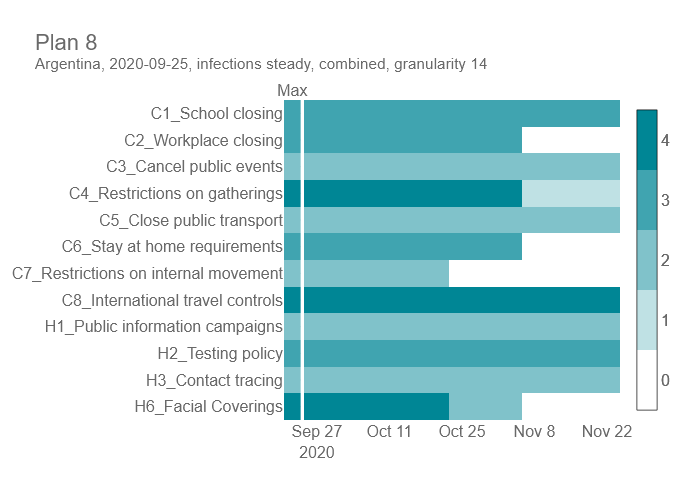 Plan 8
Argentina, 2020-09-25, infections steady, combined, granularity 14
Max
C1_School closing
C2_Workplace closing
C3_Cancel public events
C4_Restrictions on gatherings
C5_Close public transport
C6_Stay at home requirements
C7_Restrictions on internal movement
C8_International travel controls
H1_Public information campaigns
H2_Testing policy
H3_Contact tracing
H6_Facial Coverings
Sep 27 Oct 11 Oct 25 Nov 8 Nov 22
2020
4
3
2
1
0